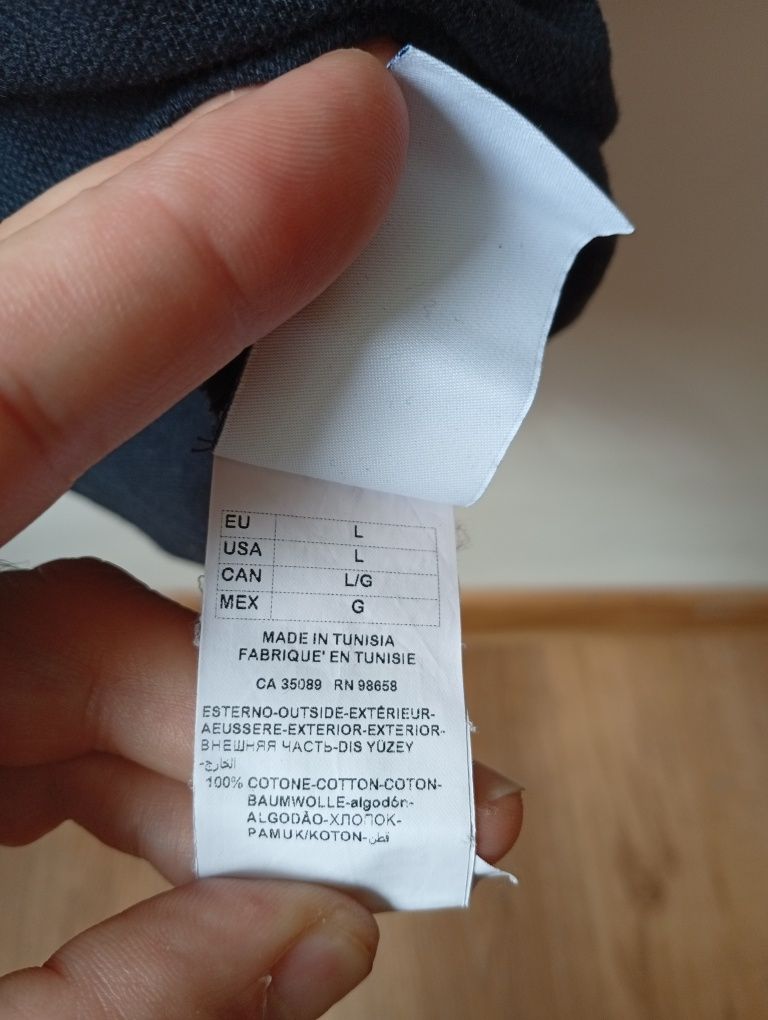 EU L
USA L
CAN L/G
MEX G
MADE IN TUNISIA
FABRIQUE' EN TUNISIE
CA 35089 RN 98658
ESTERNO-OUTSIDE-EXTÉRIEUR-
AEUSSERE-EXTERIOR-EXTERIOR-
ВНЕШНЯЯ ЧАСТЬ-DIS YÜZEY
-الخارج
100% COTONE-COTTON-COTON-
BAUMWOLLE-algodón-
ALGODÃO-ХЛОПОК-
PAMUK/KOTON-قطن